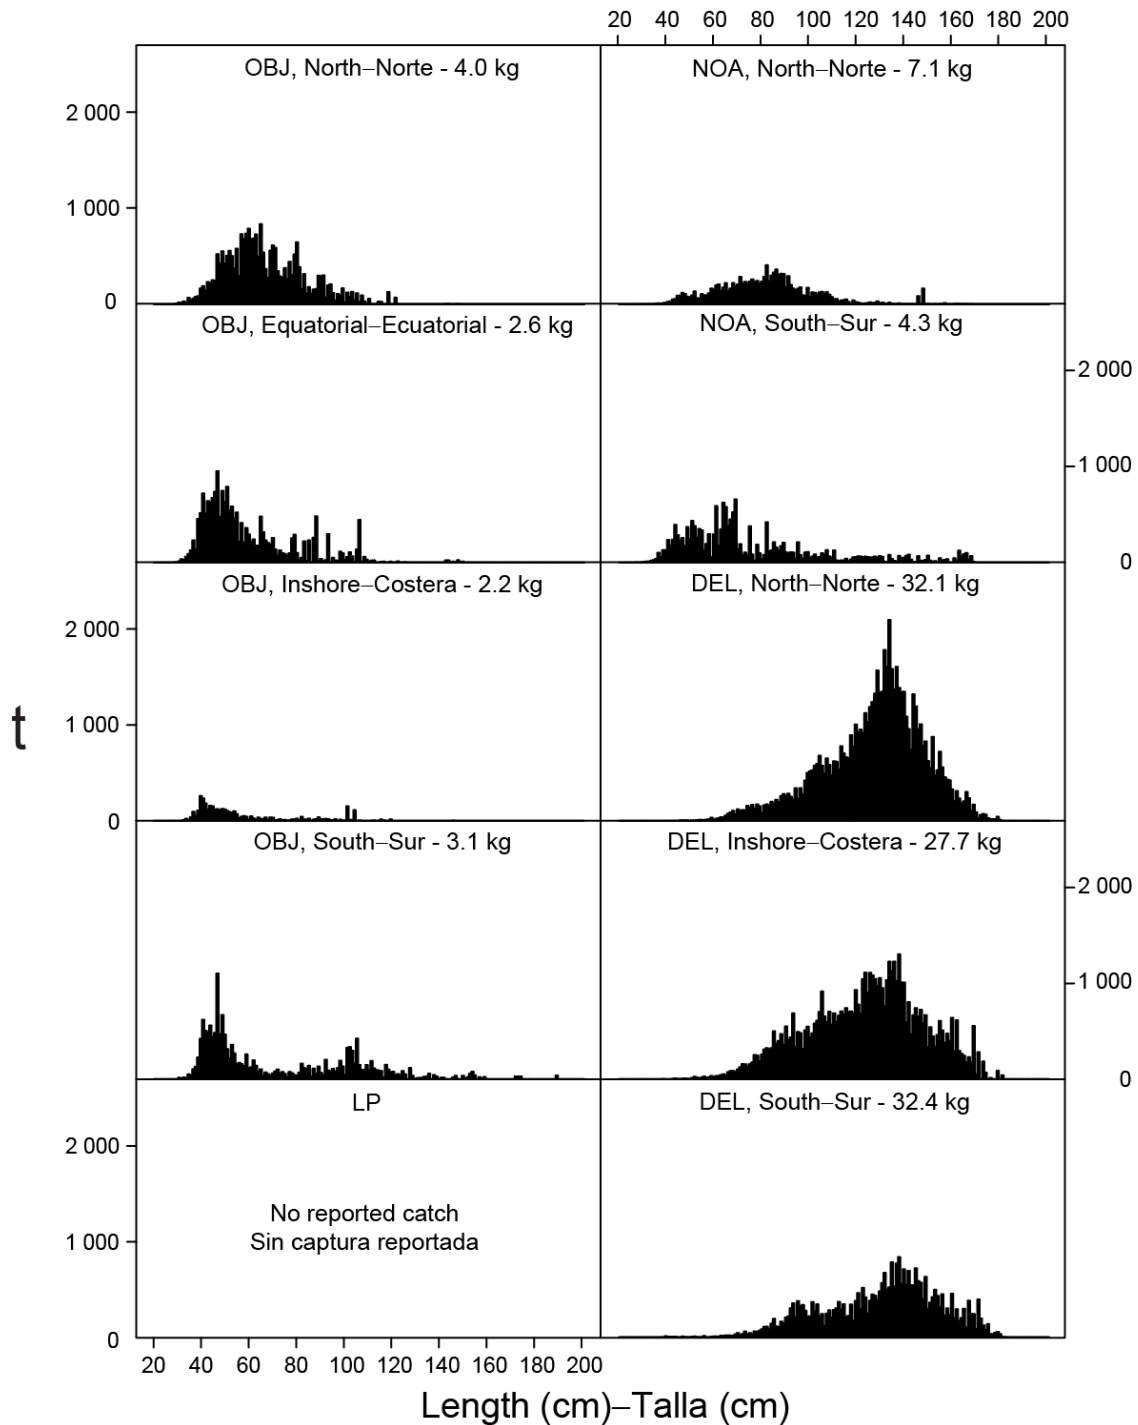 20 40 60 80 100 120 140 160 180 200
OBJ, North–Norte - 4.0 kg
NOA, North–Norte - 7.1 kg
2 000
1 000
0
OBJ, Equatorial–Ecuatorial - 2.6 kg
NOA, South–Sur - 4.3 kg
2 000
1 000
0
OBJ, Inshore–Costera - 2.2 kg
DEL, North–Norte - 32.1 kg
2 000
1 000
0
t
OBJ, South–Sur - 3.1 kg
DEL, Inshore–Costera - 27.7 kg
2 000
1 000
0
LP
DEL, South–Sur - 32.4 kg
2 000
1 000
0
No reported catch
Sin captura reportada
20 40 60 80 100 120 140 160 180 200
Length (cm)–Talla (cm)